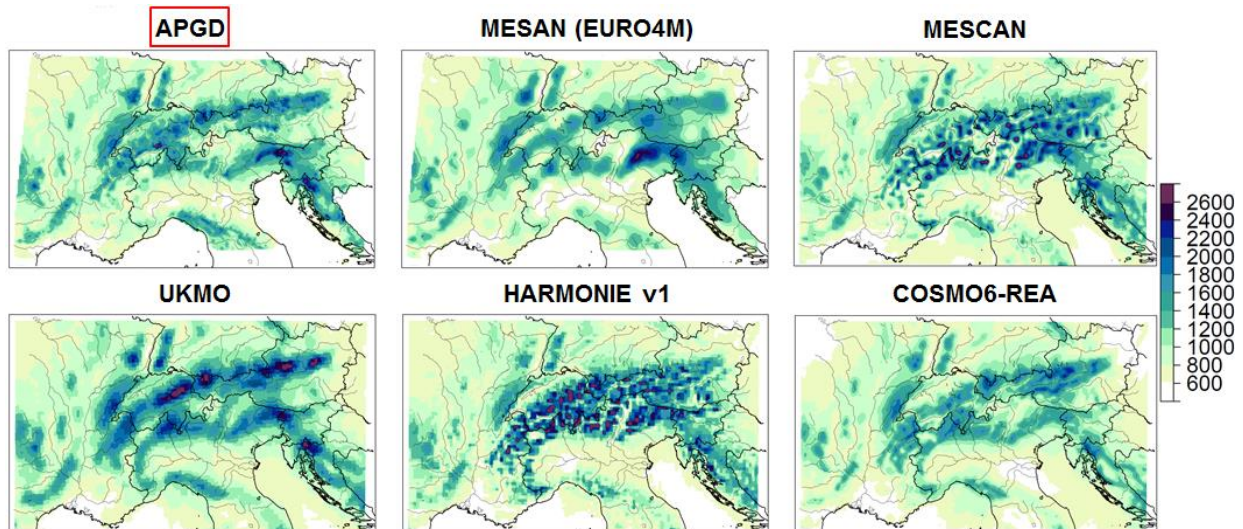 APGD
MESAN (EURO4M)
MESCAN
UKMO
HARMONIE v1
COSMO6-REA
2600
2400
2200
2000
1800
1600
1400
1200
1000
800
600